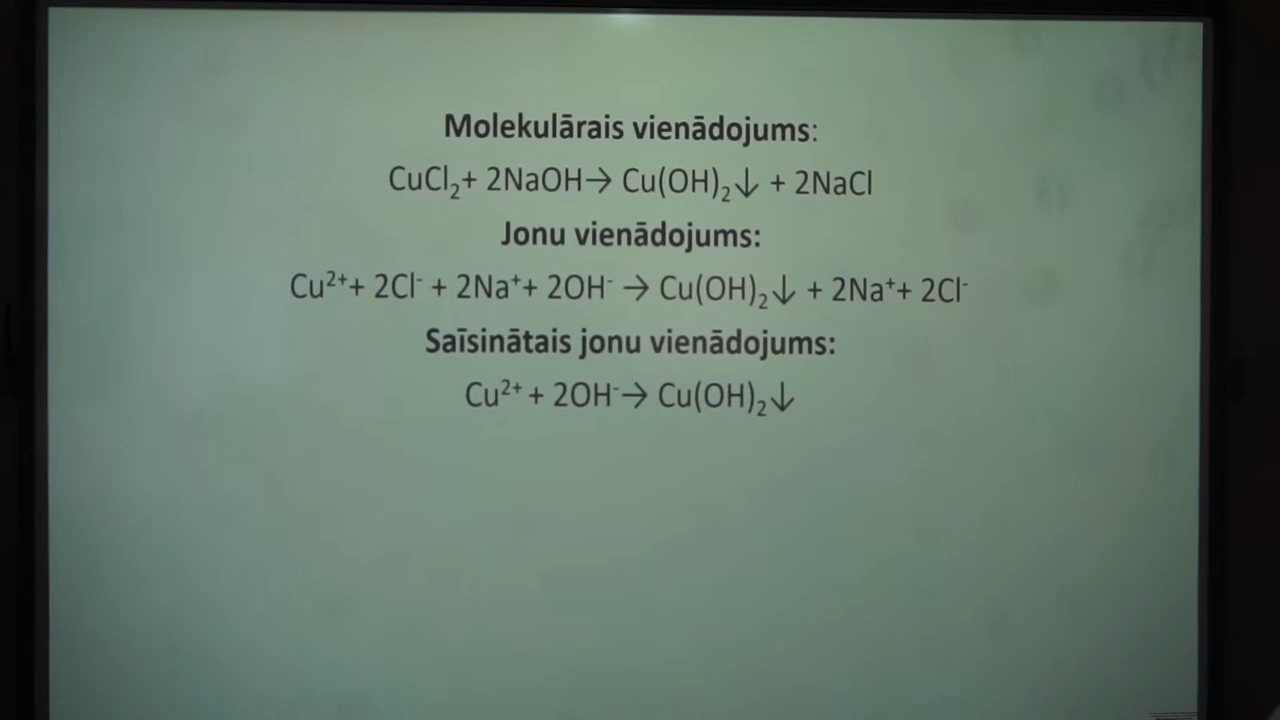 Molekulārais vienādojums:
CuCl₂+ 2NaOH→ Cu(OH)₂↓ + 2NaCl
Jonu vienādojums:
Cu²⁺+ 2Cl⁻ + 2Na⁺+ 2OH⁻ → Cu(OH)₂↓ + 2Na⁺+ 2Cl⁻
Saīsinātais jonu vienādojums:
Cu²⁺ + 2OH⁻→ Cu(OH)₂↓